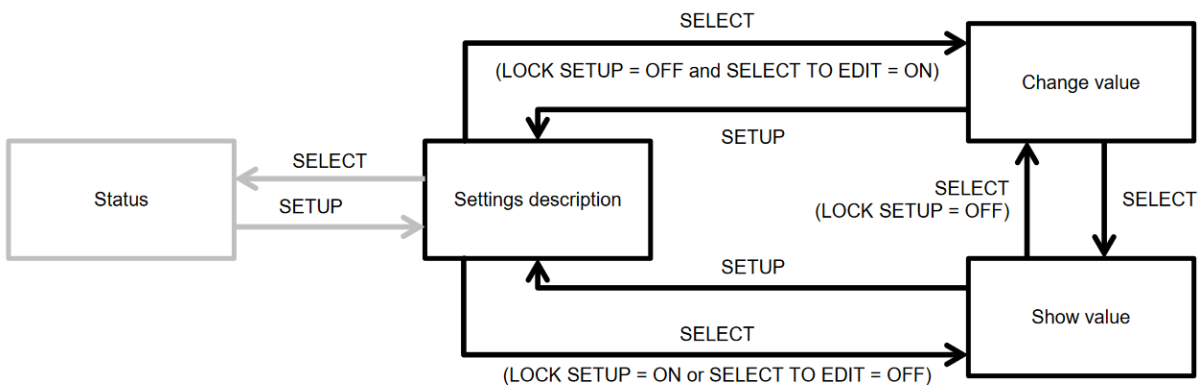 SELECT
(LOCK SETUP = OFF and SELECT TO EDIT = ON)
Change value
SETUP
SELECT
Status
Settings description
SETUP
SELECT
(LOCK SETUP = OFF)
SELECT
SETUP
Show value
SELECT
(LOCK SETUP = ON or SELECT TO EDIT = OFF)